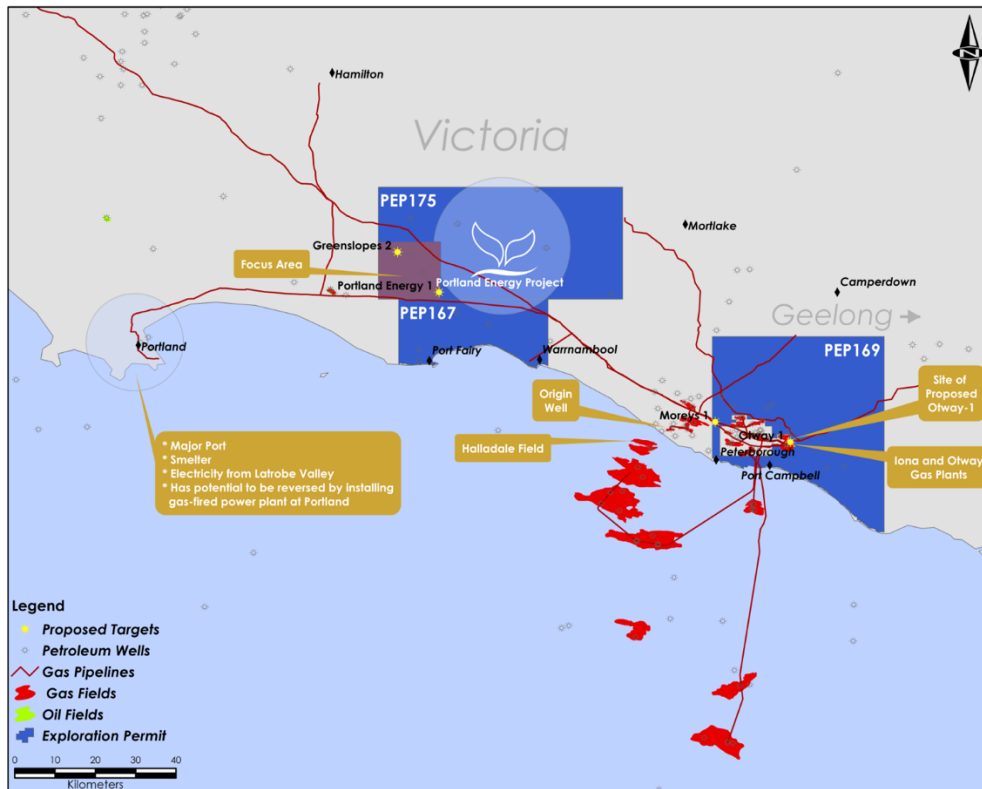 Hamilton
N
Victoria
PEP175
Mortlake
Greenslopes 2
Focus Area
Portland Energy 1
Portland Energy Project
Camperdown
PEP167
Geelong
Portland
Port Fairy
Warrnambool
PEP169
Origin
Well
Site of
Proposed
Otway-1
Moreys 1
Otway 1
Halladale Field
Peterborough
Port Campbell
Iona and Otway
Gas Plants
* Major Port
* Smelter
* Electricity from Latrobe Valley
* Has potential to be reversed by installing
gas-fired power plant at Portland
Legend
Proposed Targets
Petroleum Wells
Gas Pipelines
Gas Fields
Oil Fields
Exploration Permit
0 10 20 30 40
Kilometers